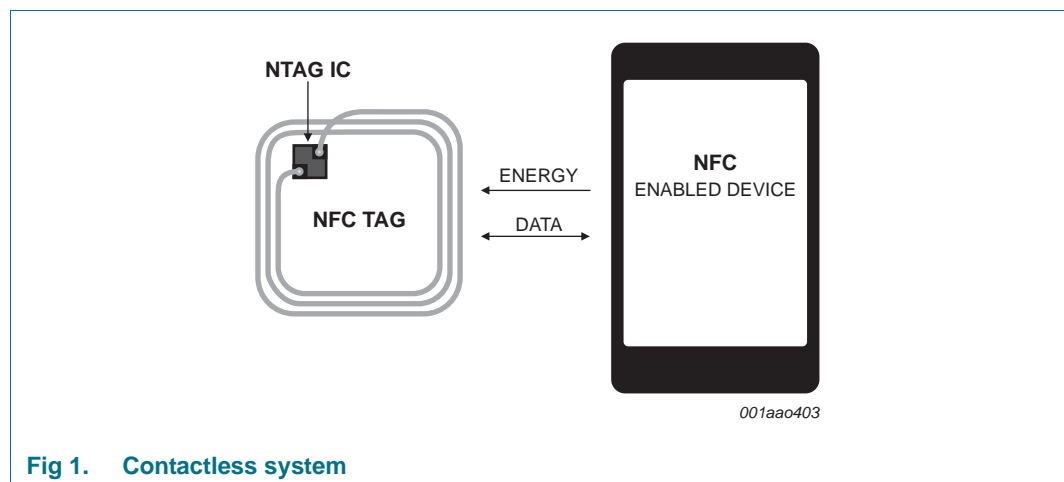 NTAG IC
NFC TAG
ENERGY
DATA
NFC
ENABLED DEVICE
001aao403
Fig 1. Contactless system